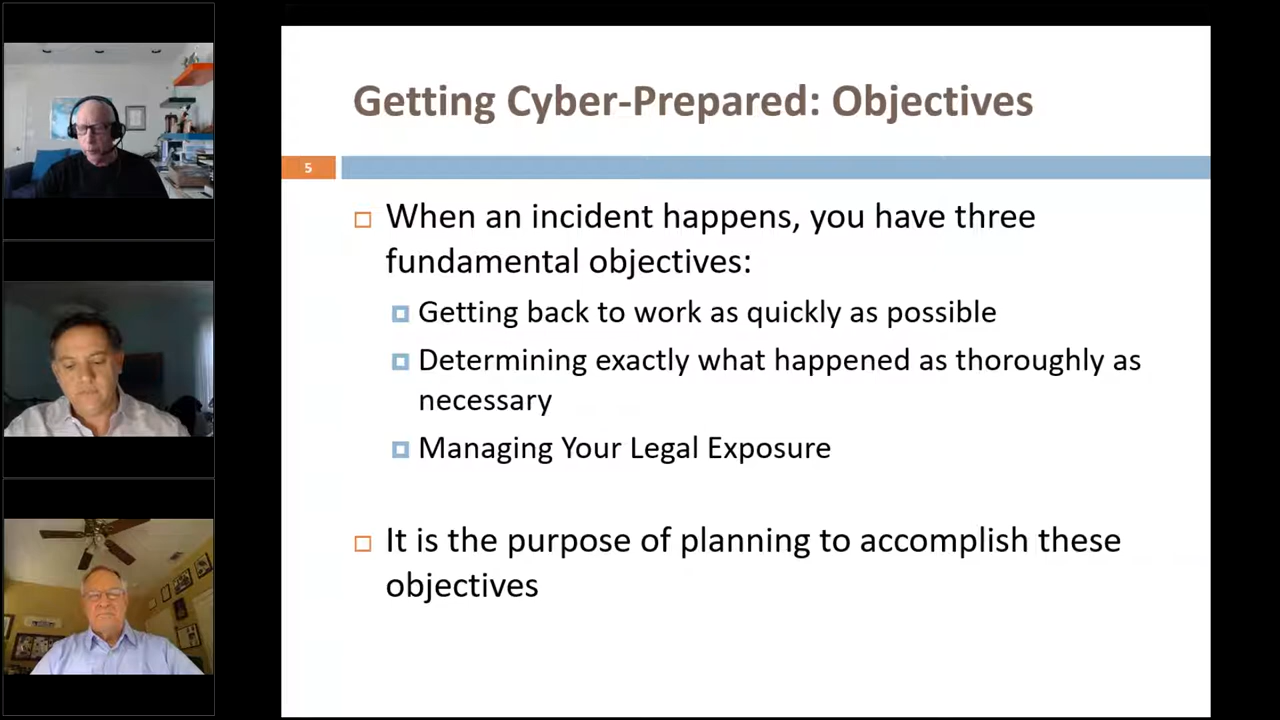 Getting Cyber-Prepared: Objectives
5
When an incident happens, you have three
fundamental objectives:
Getting back to work as quickly as possible
Determining exactly what happened as thoroughly as
necessary
Managing Your Legal Exposure
It is the purpose of planning to accomplish these
objectives